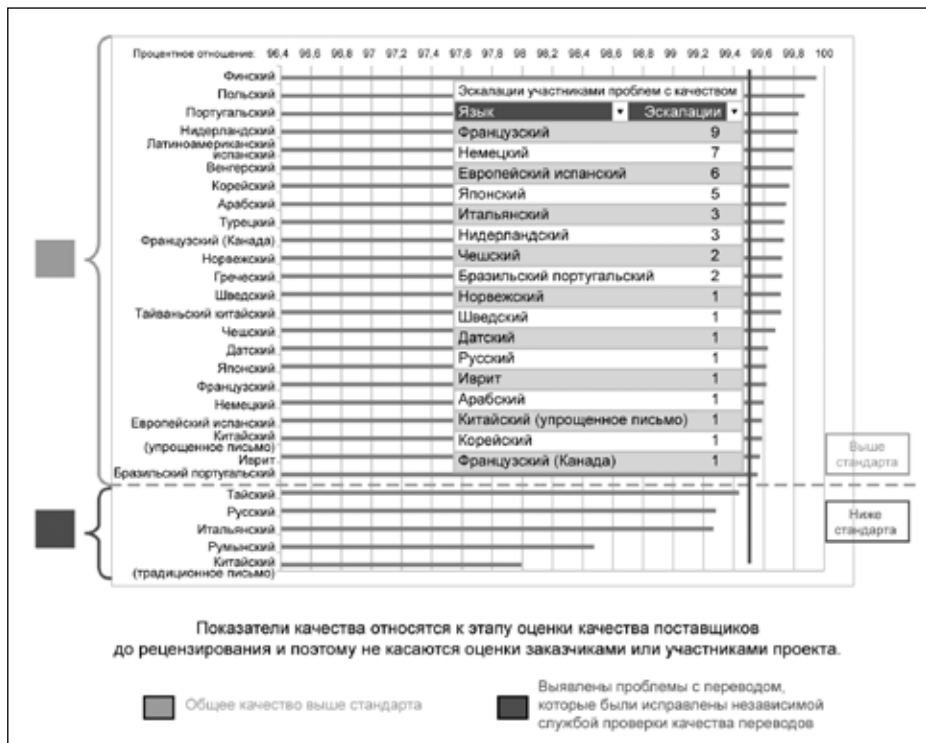 Процентное отношение: 96,4 96,6 96,8 97 97,2 97,4 97,6 97,8 98 98,2 98,4 98,6 98,8 99 99,2 99,4 99,6 99,8 100
Финский
Польский
Португальский
Нидерландский
Латиноамериканский
испанский
Венгерский
Корейский
Арабский
Турецкий
Французский (Канада)
Норвежский
Греческий
Шведский
Тайваньский китайский
Чешский
Датский
Японский
Французский
Немецкий
Европейский испанский
Китайский
(упрощенное письмо)
Иврит
Бразильский португальский
Тайский
Русский
Итальянский
Румынский
Китайский
(традиционное письмо)
Эскалации участниками проблем с качеством
Язык Эскалации
Французский 9
Немецкий 7
Европейский испанский 6
Японский 5
Итальянский 3
Нидерландский 3
Чешский 2
Бразильский португальский 2
Норвежский 1
Шведский 1
Датский 1
Русский 1
Иврит 1
Арабский 1
Китайский (упрощенное письмо) 1
Корейский 1
Французский (Канада) 1
Выше
стандарта
Ниже
стандарта
Показатели качества относятся к этапу оценки качества поставщиков
до рецензирования и поэтому не касаются оценки заказчиками или участниками проекта.
Общее качество выше стандарта
Выявлены проблемы с переводом,
которые были исправлены независимой
службой проверки качества переводов